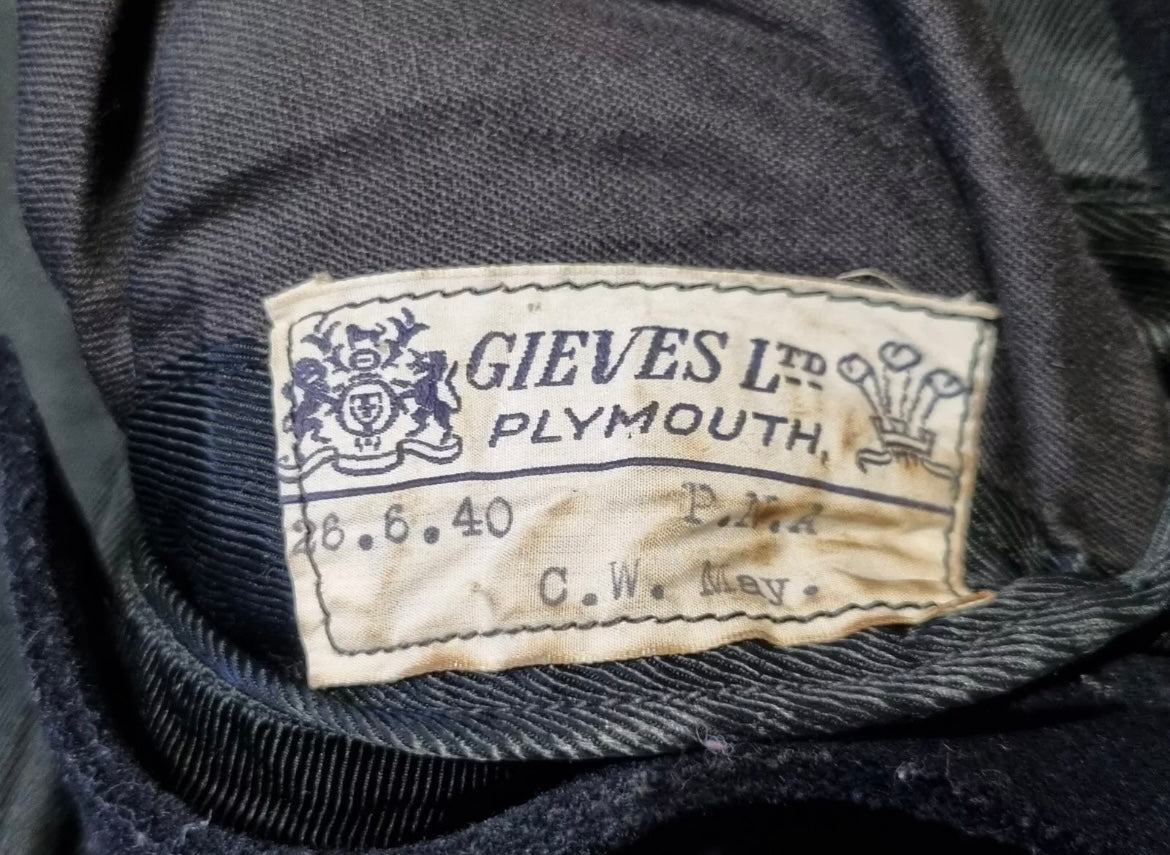 GIEVES LTD
PLYMOUTH.
26.6.40 P.N.A
C.W. May.